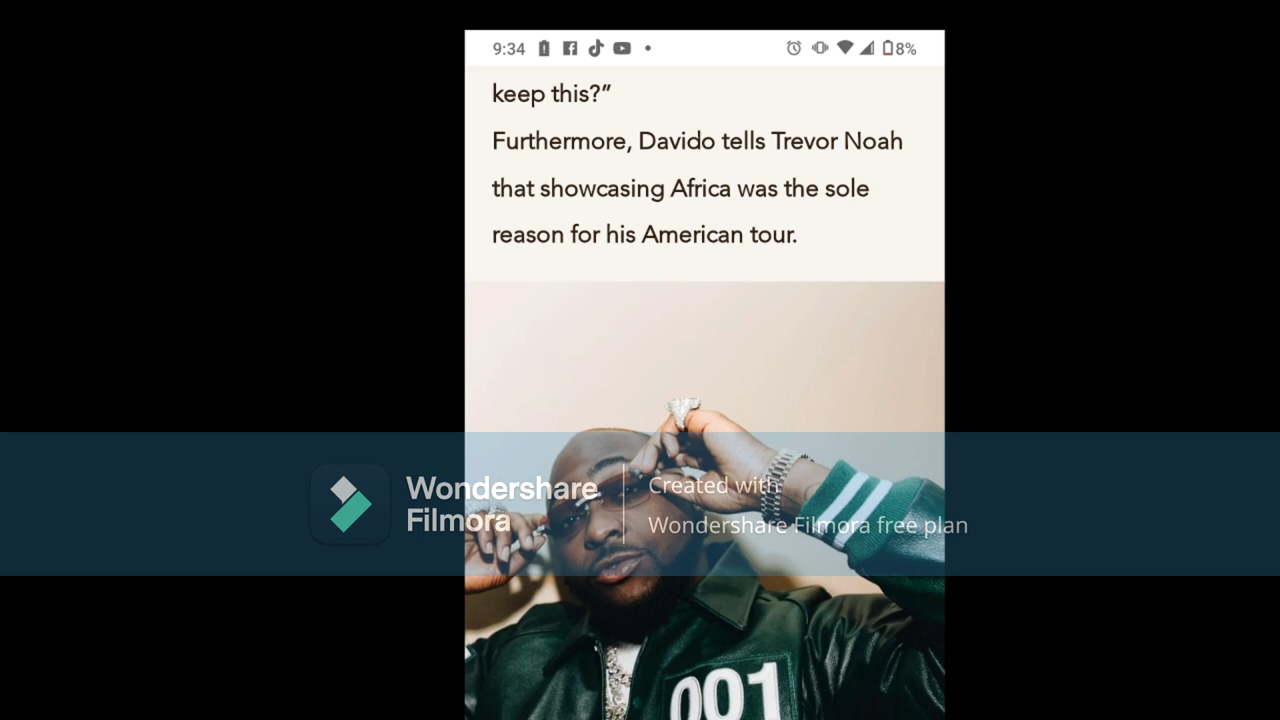 9:34
8%
keep this?”
Furthermore, Davido tells Trevor Noah
that showcasing Africa was the sole
reason for his American tour.
Wondershare
Filmora
Created with
Wondershare Filmora free plan
001